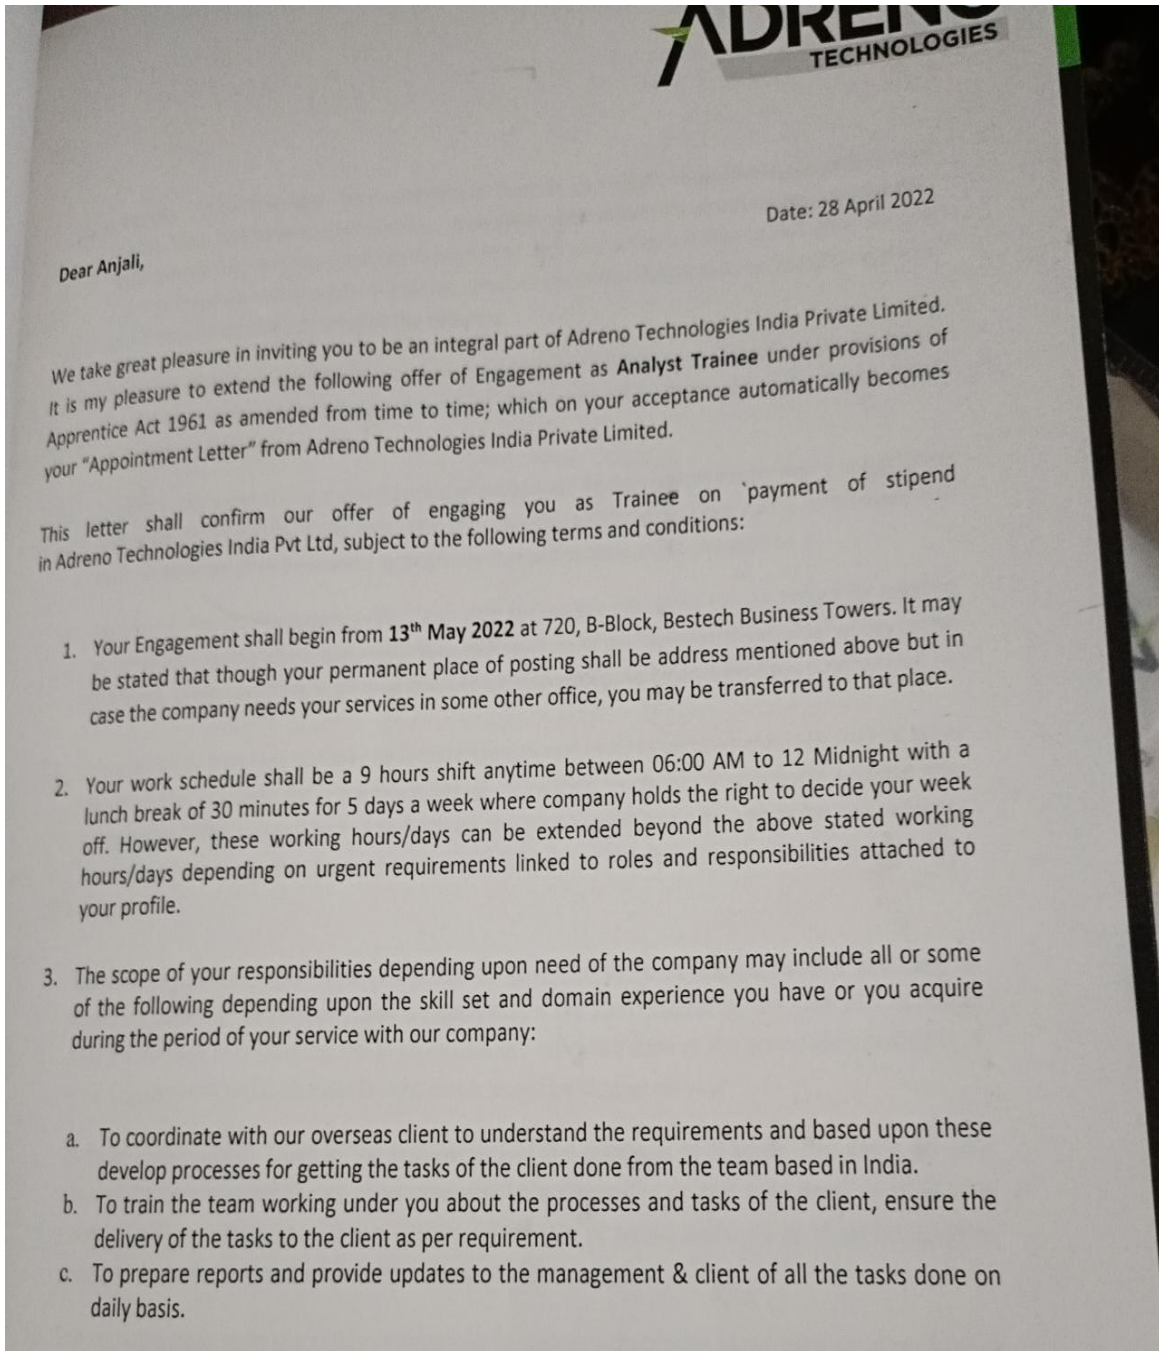 ADRENO
TECHNOLOGIES
Date: 28 April 2022
Dear Anjali,
We take great pleasure in inviting you to be an integral part of Adreno Technologies India Private Limited.
It is my pleasure to extend the following offer of Engagement as Analyst Trainee under provisions of
Apprentice Act 1961 as amended from time to time; which on your acceptance automatically becomes
your “Appointment Letter” from Adreno Technologies India Private Limited.
This letter shall confirm our offer of engaging you as Trainee on `payment of stipend
in Adreno Technologies India Pvt Ltd, subject to the following terms and conditions:
1. Your Engagement shall begin from 13th May 2022 at 720, B-Block, Bestech Business Towers. It may
be stated that though your permanent place of posting shall be address mentioned above but in
case the company needs your services in some other office, you may be transferred to that place.
2. Your work schedule shall be a 9 hours shift anytime between 06:00 AM to 12 Midnight with a
lunch break of 30 minutes for 5 days a week where company holds the right to decide your week
off. However, these working hours/days can be extended beyond the above stated working
hours/days depending on urgent requirements linked to roles and responsibilities attached to
your profile.
3. The scope of your responsibilities depending upon need of the company may include all or some
of the following depending upon the skill set and domain experience you have or you acquire
during the period of your service with our company:
a. To coordinate with our overseas client to understand the requirements and based upon these
develop processes for getting the tasks of the client done from the team based in India.
b. To train the team working under you about the processes and tasks of the client, ensure the
delivery of the tasks to the client as per requirement.
c. To prepare reports and provide updates to the management & client of all the tasks done on
daily basis.